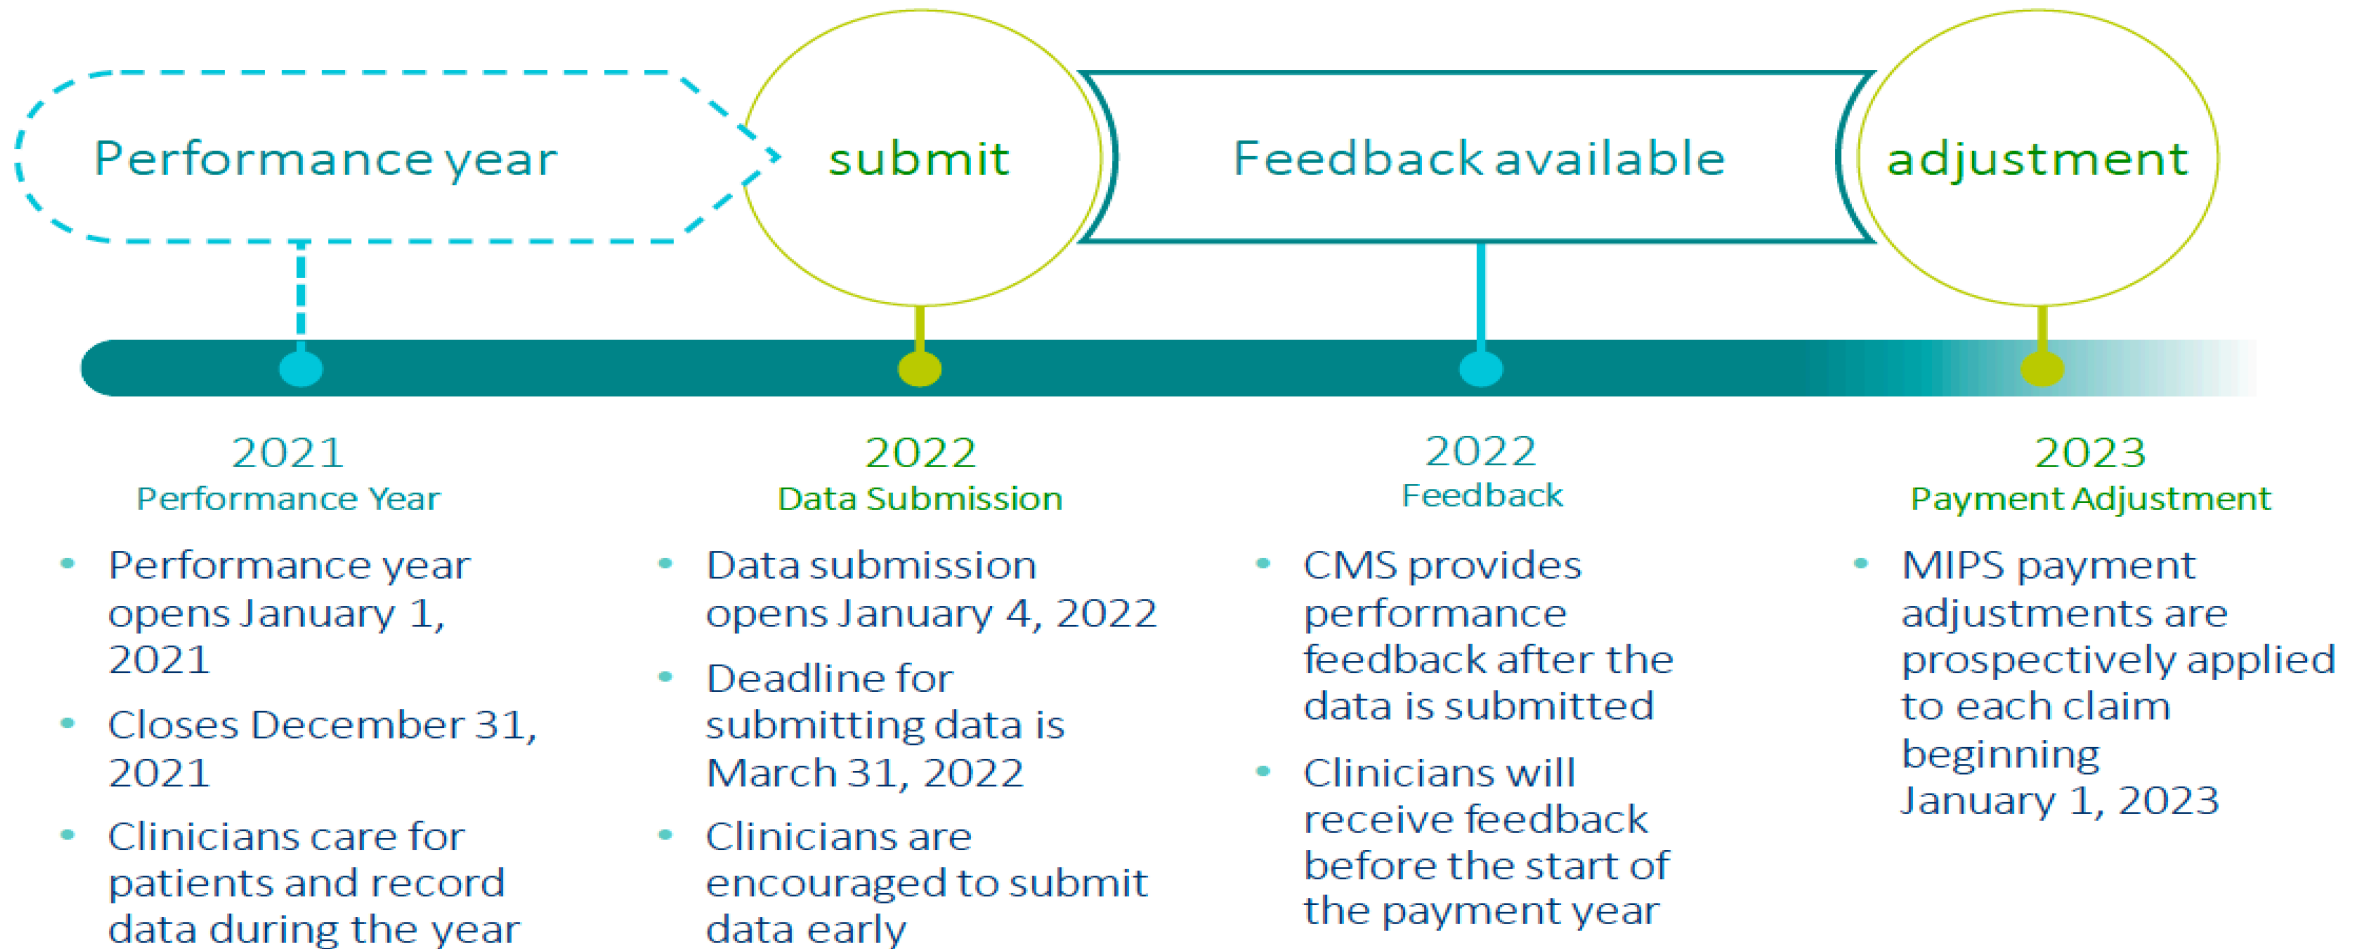 Performance year
submit
Feedback available
adjustment
2021
Performance Year
• Performance year
opens January 1,
2021
• Closes December 31,
2021
• Clinicians care for
patients and record
data during the year
2022
Data Submission
• Data submission
opens January 4, 2022
• Deadline for
submitting data is
March 31, 2022
• Clinicians are
encouraged to submit
data early
2022
Feedback
• CMS provides
performance
feedback after the
data is submitted
• Clinicians will
receive feedback
before the start of
the payment year
2023
Payment Adjustment
• MIPS payment
adjustments are
prospectively applied
to each claim
beginning
January 1, 2023